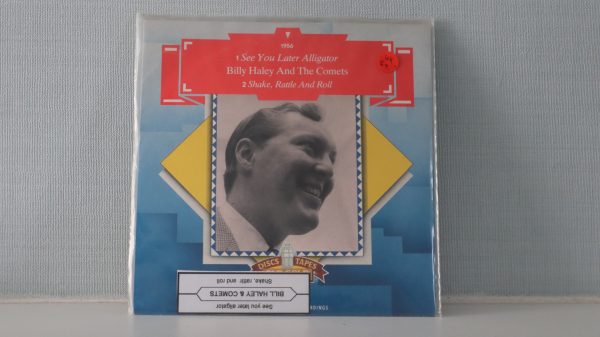 1956
1 See You Later Alligator
Billy Haley And The Comets
2 Shake, Rattle And Roll
DISCS TAPES
See you later alligator
BILL HALEY & COMETS
Shake, rattlr and roll